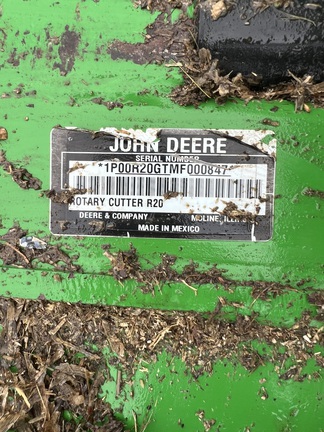 JOHN DEERE
SERIAL NUMBER
*1P00R20GTMF000847*
ROTARY CUTTER R20
DEERE & COMPANY MOLINE,
MADE IN MEXICO